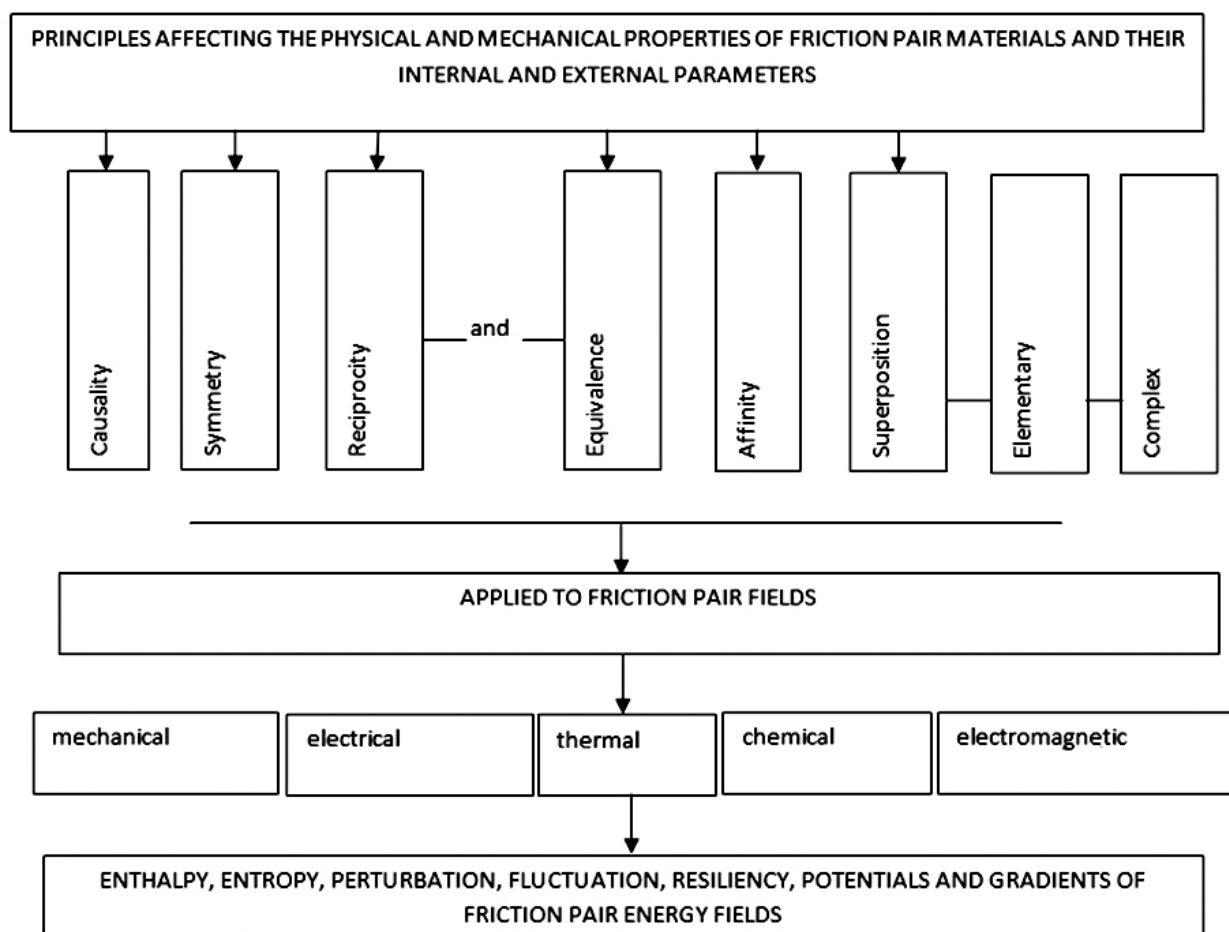 PRINCIPLES AFFECTING THE PHYSICAL AND MECHANICAL PROPERTIES OF FRICTION PAIR MATERIALS AND THEIR
INTERNAL AND EXTERNAL PARAMETERS
Causality
Symmetry
Reciprocity
and
Equivalence
Affinity
Superposition
Elementary
Complex
APPLIED TO FRICTION PAIR FIELDS
mechanical
electrical
thermal
chemical
electromagnetic
ENTHALPY, ENTROPY, PERTURBATION, FLUCTUATION, RESILIENCY, POTENTIALS AND GRADIENTS OF
FRICTION PAIR ENERGY FIELDS